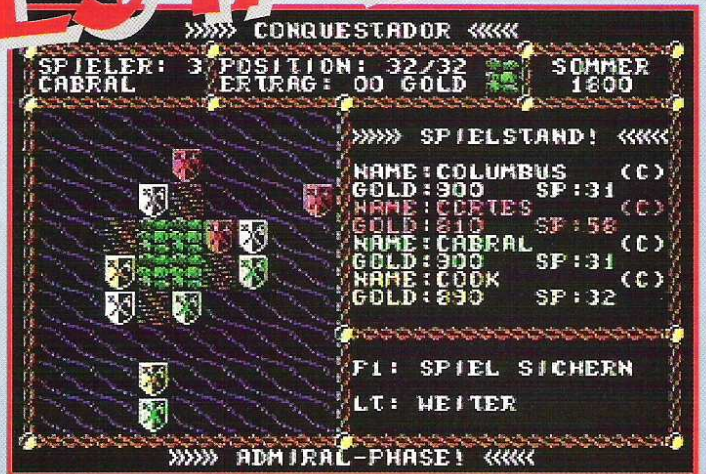 »»» CONQUESTADOR «««
SPIELER: 3 POSITION: 32/32 SOMMER
CABRAL ERTRAG: 00 GOLD 1800
»»» SPIELSTAND! «««
NAME:COLUMBUS (C)
GOLD:900 SP:31
NAME:CORTES (C)
GOLD:810 SP:58
NAME:CABRAL (C)
GOLD:900 SP:31
NAME:COOK (C)
GOLD:890 SP:32
F1: SPIEL SICHERN
LT: WEITER
»»» ADMIRAL-PHASE! «««